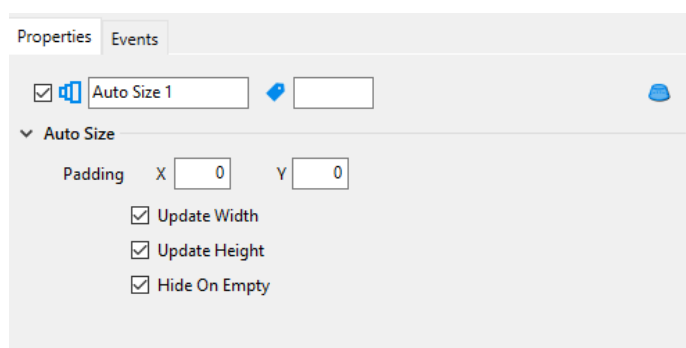 Properties Events
Auto Size 1
Auto Size
Padding X 0 Y 0
Update Width
Update Height
Hide On Empty